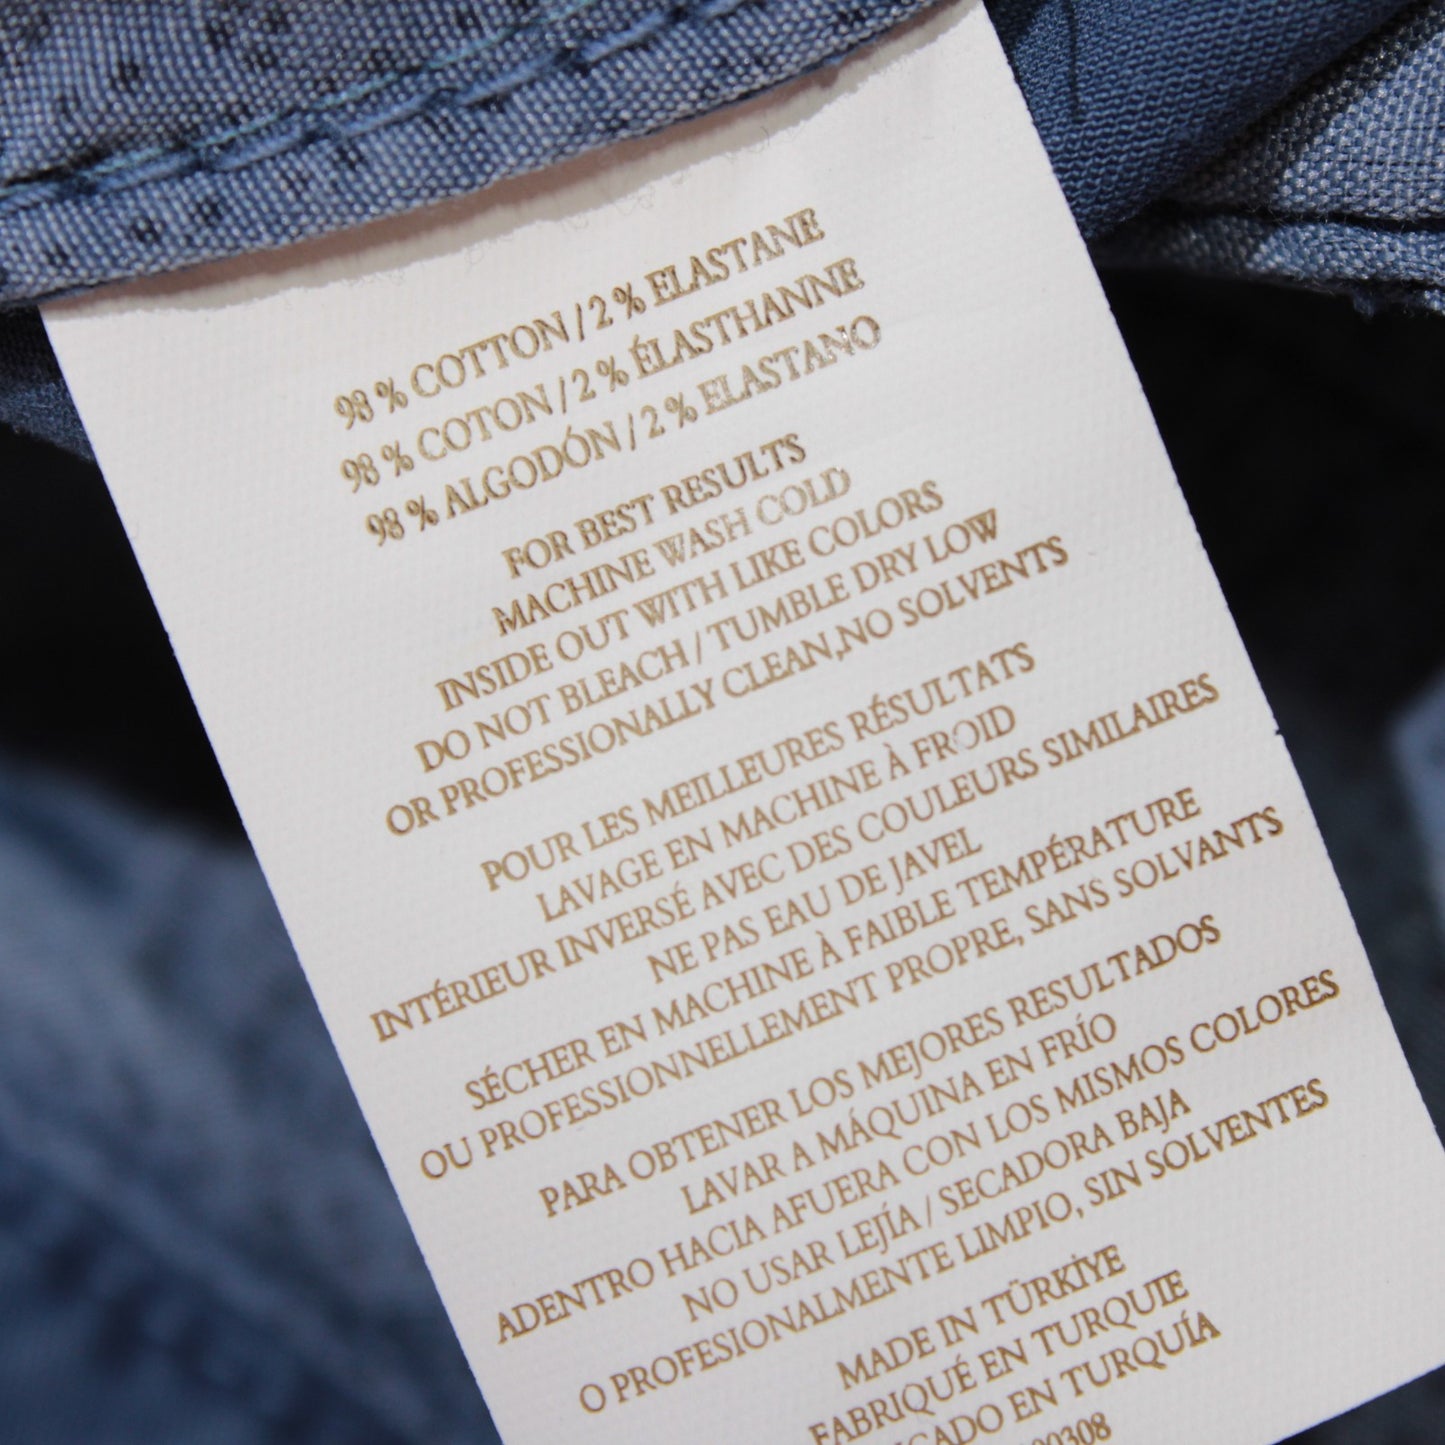 98 % COTTON / 2 % ELASTANE
98 % COTON / 2 % ÉLASTHANNE
98 % ALGODÓN / 2 % ELASTANO
FOR BEST RESULTS
MACHINE WASH COLD
INSIDE OUT WITH LIKE COLORS
DO NOT BLEACH / TUMBLE DRY LOW
OR PROFESSIONALLY CLEAN,NO SOLVENTS
POUR LES MEILLEURES RÉSULTATS
LAVAGE EN MACHINE À FROID
INTÉRIEUR INVERSÉ AVEC DES COULEURS SIMILAIRES
NE PAS EAU DE JAVEL
SÉCHER EN MACHINE À FAIBLE TEMPÉRATURE
OU PROFESSIONNELLEMENT PROPRE, SANS SOLVANTS
PARA OBTENER LOS MEJORES RESULTADOS
LAVAR A MÁQUINA EN FRÍO
ADENTRO HACIA AFUERA CON LOS MISMOS COLORES
NO USAR LEJÍA / SECADORA BAJA
O PROFESIONALMENTE LIMPIO, SIN SOLVENTES
MADE IN TÜRKİYE
FABRIQUÉ EN TURQUIE
EN TURQUÍA